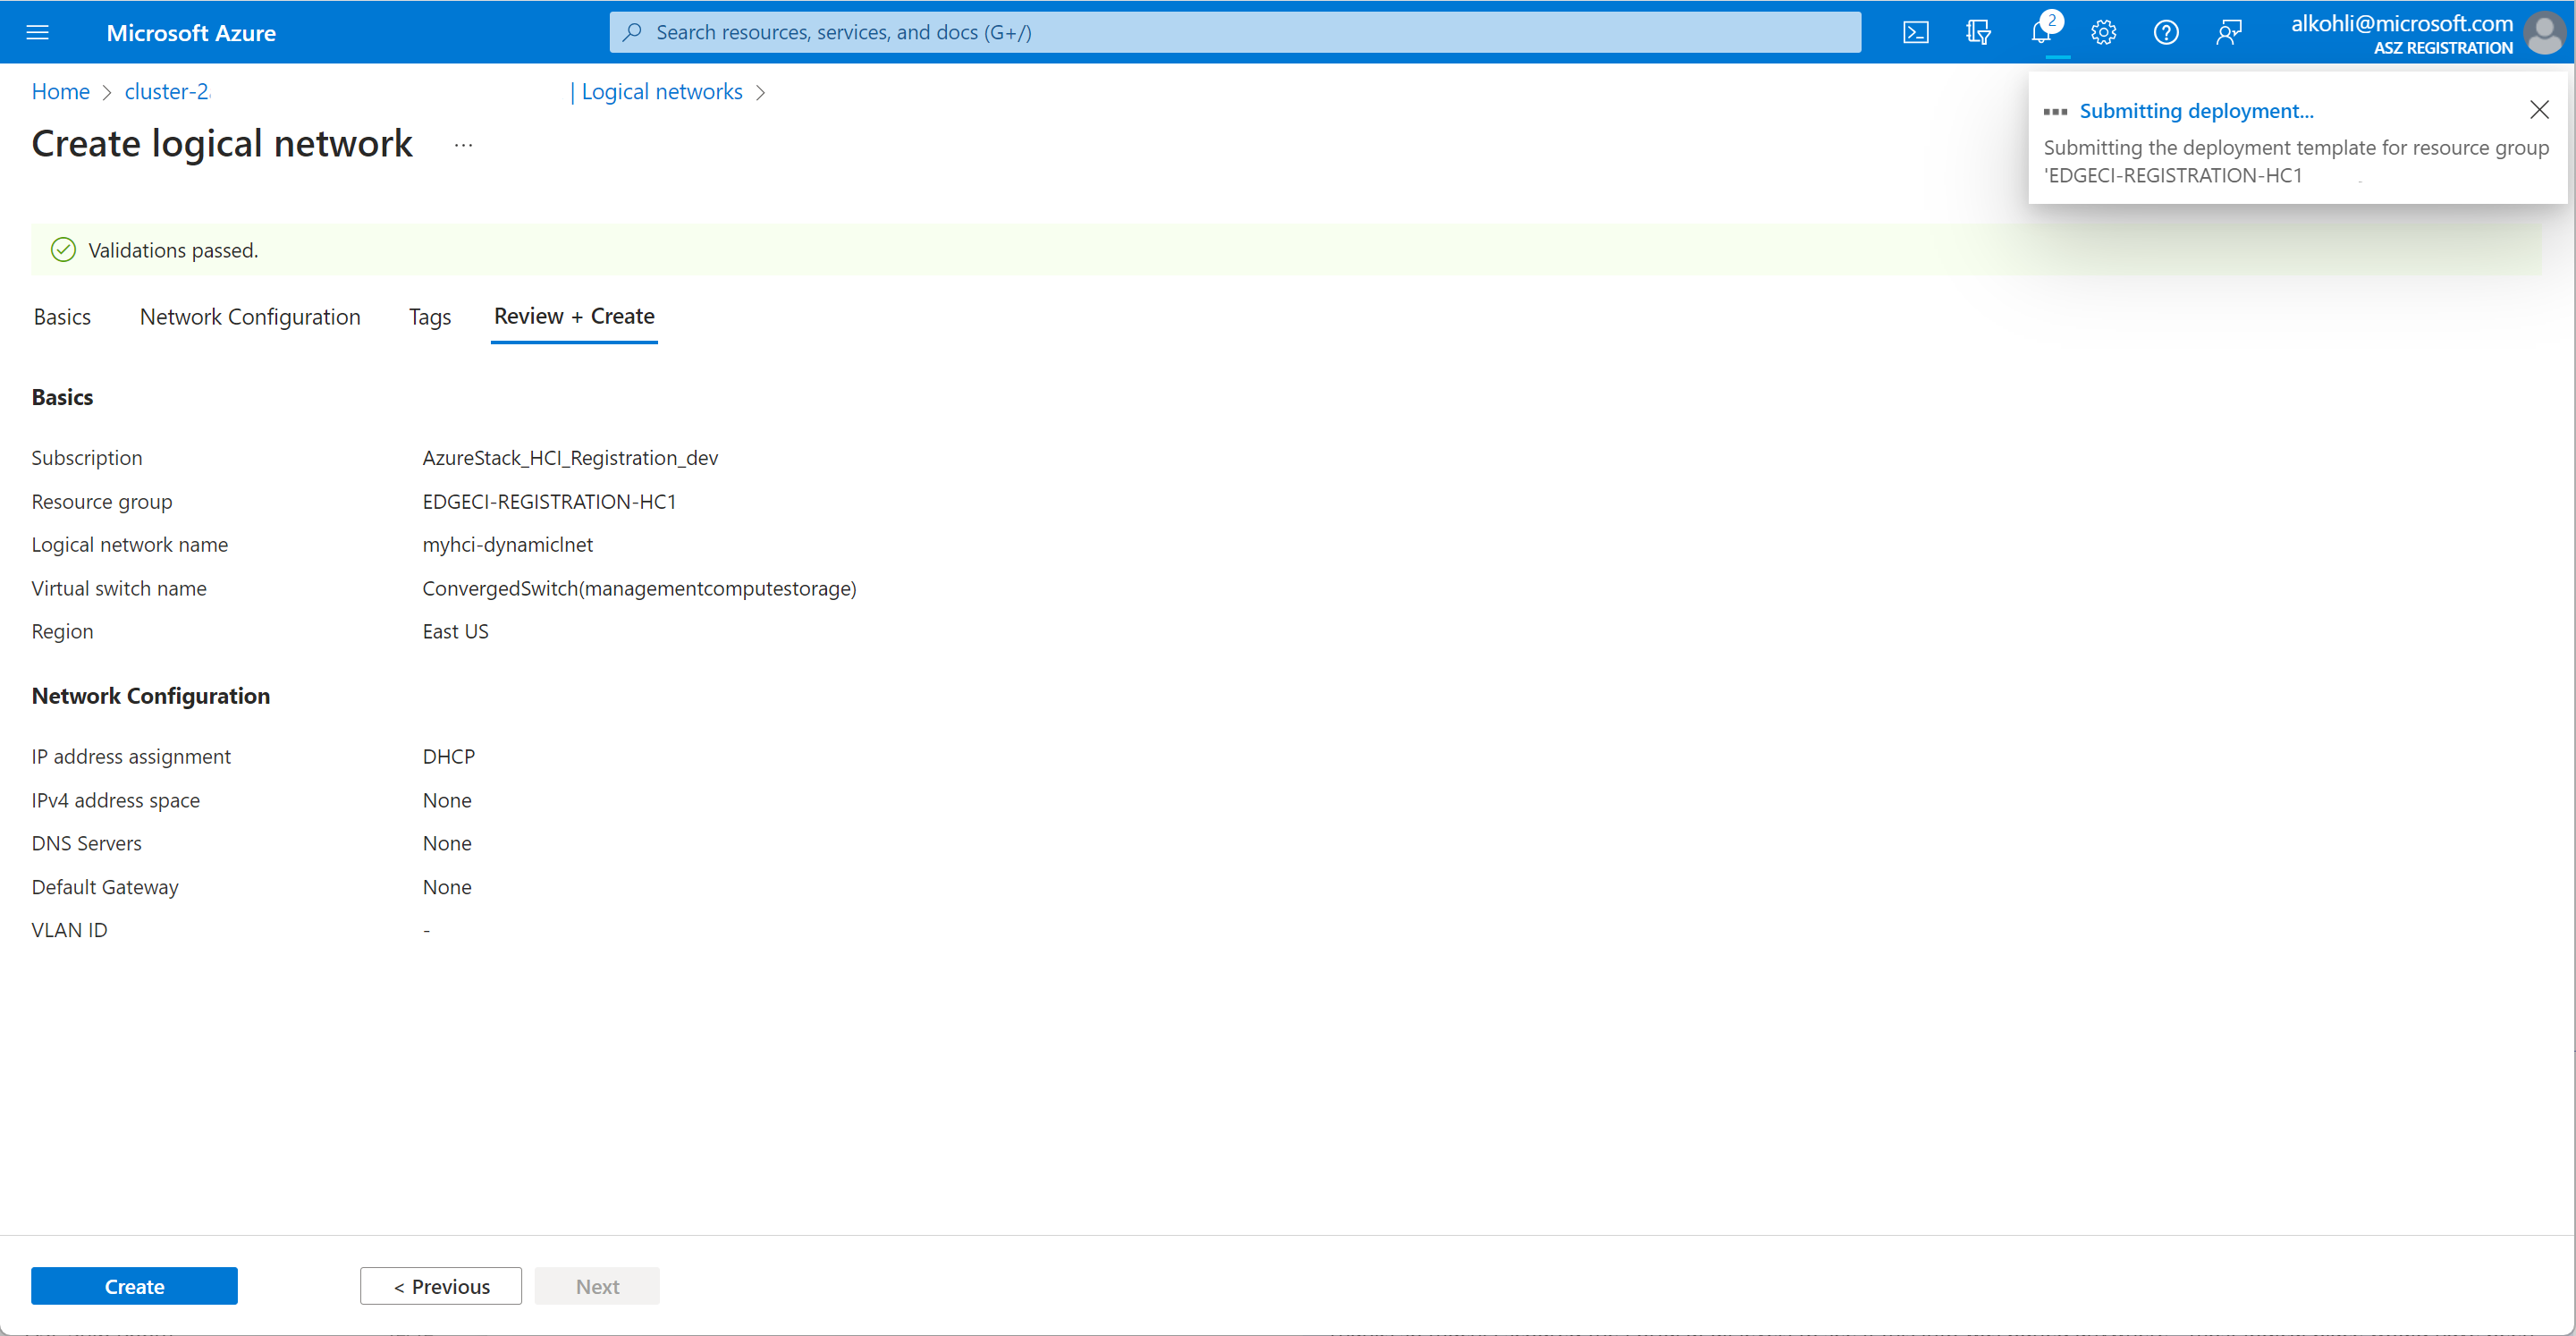 Microsoft Azure
Search resources, services, and docs (G+/)
2
alkohli@microsoft.com
ASZ REGISTRATION
Home > cluster-2 | Logical networks >
Create logical network ...
Submitting deployment...
Submitting the deployment template for resource group
'EDGECI-REGISTRATION-HC1
Validations passed.
Basics Network Configuration Tags Review + Create
Basics
Subscription AzureStack_HCI_Registration_dev
Resource group EDGECI-REGISTRATION-HC1
Logical network name myhci-dynamiclnet
Virtual switch name ConvergedSwitch(managementcomputestorage)
Region East US
Network Configuration
IP address assignment DHCP
IPv4 address space None
DNS Servers None
Default Gateway None
VLAN ID -
Create < Previous Next